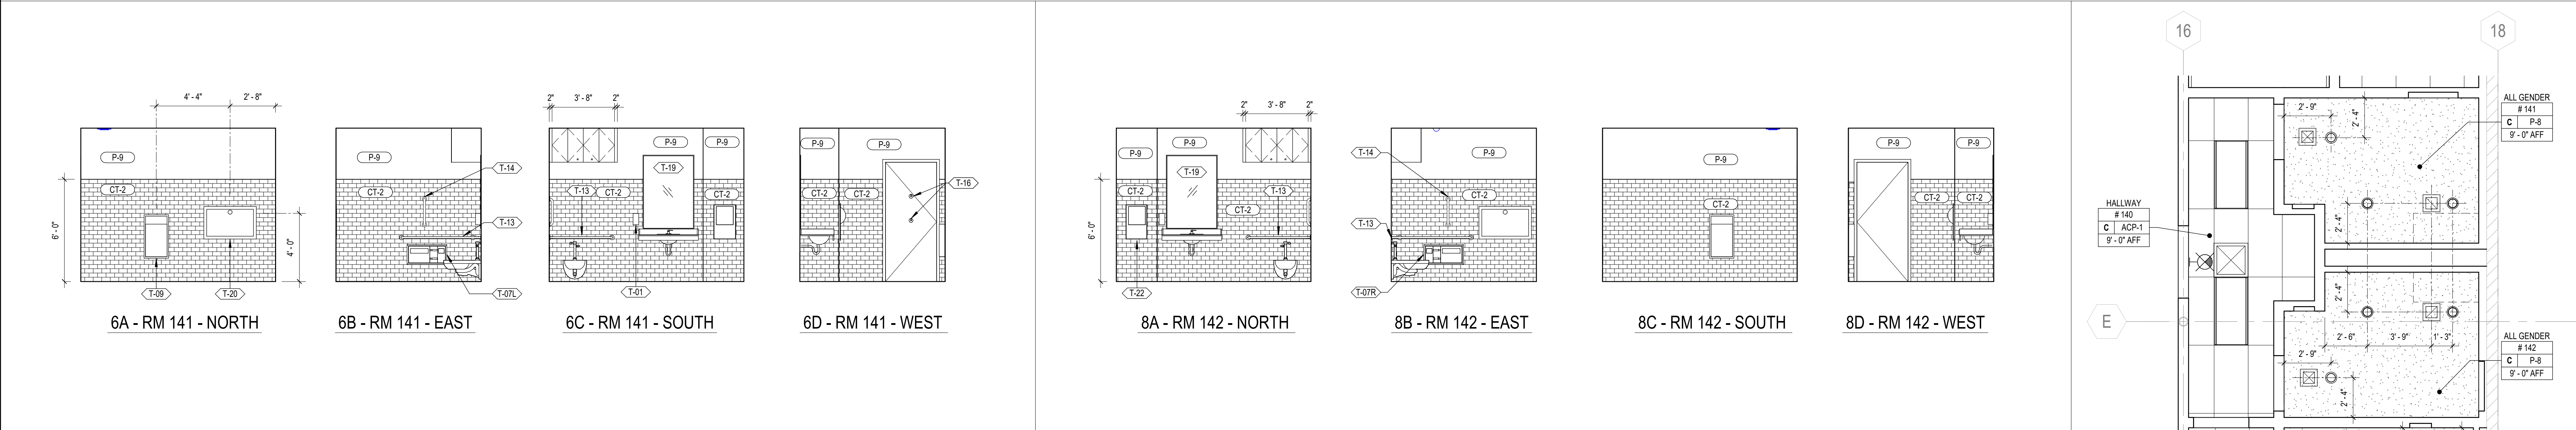 4' - 4"
2' - 8"
P-9
CT-2
6' - 0"
4' - 0"
T-09
T-20
6A - RM 141 - NORTH
P-9
CT-2
T-14
T-13
T-07L
6B - RM 141 - EAST
2"
3' - 8"
2"
P-9
P-9
T-19
T-13
CT-2
CT-2
T-01
6C - RM 141 - SOUTH
P-9
P-9
CT-2
CT-2
T-16
6D - RM 141 - WEST
2"
3' - 8"
2"
P-9
P-9
T-19
CT-2
T-13
CT-2
6' - 0"
T-22
8A - RM 142 - NORTH
T-14
P-9
CT-2
T-13
T-07R
8B - RM 142 - EAST
P-9
CT-2
8C - RM 142 - SOUTH
P-9
P-9
CT-2
CT-2
8D - RM 142 - WEST
16
18
2' - 9"
2' - 4"
ALL GENDER
# 141
C P-8
9' - 0" AFF
HALLWAY
# 140
C ACP-1
9' - 0" AFF
2' - 4"
2' - 4"
E
2' - 6"
3' - 9"
1' - 3"
2' - 9"
2' - 4"
ALL GENDER
# 142
C P-8
9' - 0" AFF